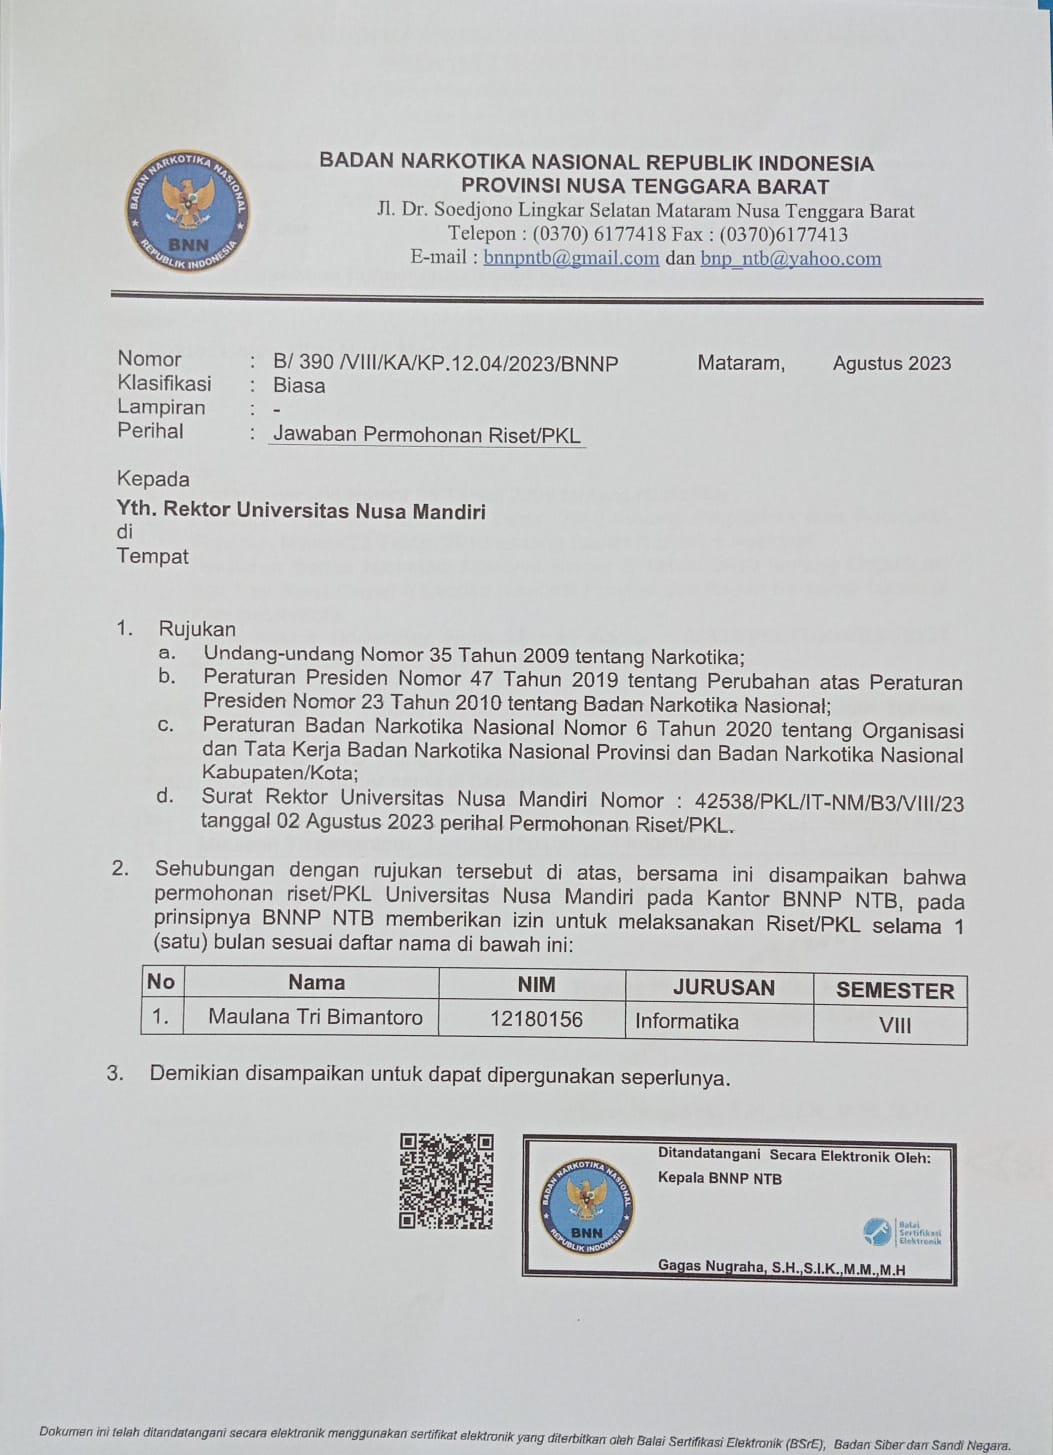 BADAN NARKOTIKA NASIONAL
BNN
REPUBLIK INDONESIA
BADAN NARKOTIKA NASIONAL REPUBLIK INDONESIA
PROVINSI NUSA TENGGARA BARAT
Jl. Dr. Soedjono Lingkar Selatan Mataram Nusa Tenggara Barat
Telepon : (0370) 6177418 Fax : (0370)6177413
E-mail : bnnpntb@gmail.com dan bnp_ntb@yahoo.com
Nomor : B/ 390 /VIII/KA/KP.12.04/2023/BNNP Mataram, Agustus 2023
Klasifikasi : Biasa
Lampiran : -
Perihal : Jawaban Permohonan Riset/PKL
Kepada
Yth. Rektor Universitas Nusa Mandiri
di
Tempat
1. Rujukan
a. Undang-undang Nomor 35 Tahun 2009 tentang Narkotika;
b. Peraturan Presiden Nomor 47 Tahun 2019 tentang Perubahan atas Peraturan
Presiden Nomor 23 Tahun 2010 tentang Badan Narkotika Nasional;
c. Peraturan Badan Narkotika Nasional Nomor 6 Tahun 2020 tentang Organisasi
dan Tata Kerja Badan Narkotika Nasional Provinsi dan Badan Narkotika Nasional
Kabupaten/Kota;
d. Surat Rektor Universitas Nusa Mandiri Nomor : 42538/PKL/IT-NM/B3/VIII/23
tanggal 02 Agustus 2023 perihal Permohonan Riset/PKL.
2. Sehubungan dengan rujukan tersebut di atas, bersama ini disampaikan bahwa
permohonan riset/PKL Universitas Nusa Mandiri pada Kantor BNNP NTB, pada
prinsipnya BNNP NTB memberikan izin untuk melaksanakan Riset/PKL selama 1
(satu) bulan sesuai daftar nama di bawah ini:
No Nama NIM JURUSAN SEMESTER
1. Maulana Tri Bimantoro 12180156 Informatika VIII
3. Demikian disampaikan untuk dapat dipergunakan seperlunya.
Ditandatangani Secara Elektronik Oleh:
Kepala BNNP NTB
BADAN NARKOTIKA NASIONAL
BNN
REPUBLIK INDONESIA
Balai
Sertifikasi
Elektronik
Gagas Nugraha, S.H.,S.I.K.,M.M.,M.H
Dokumen ini telah ditandatangani secara elektronik menggunakan sertifikat elektronik yang diterbitkan oleh Balai Sertifikasi Elektronik (BSrE), Badan Siber dan Sandi Negara.